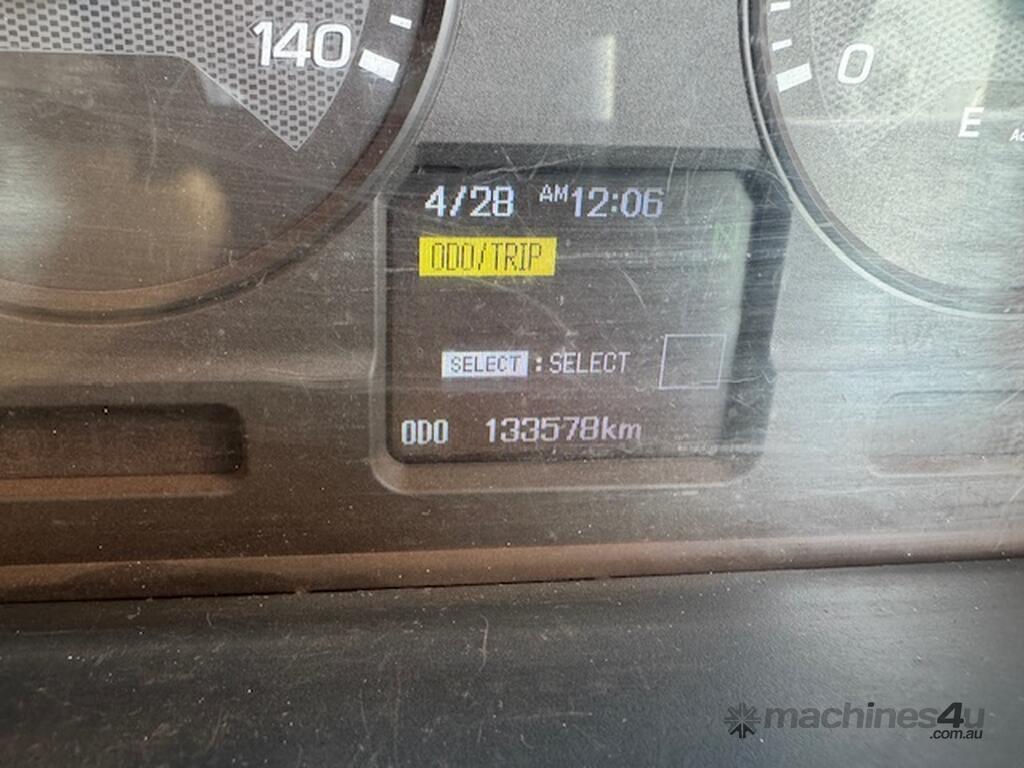 140
0
E
4/28 AM 12:06
N
ODO/TRIP
SELECT : SELECT
ODO 133578km
machines4u
.com.au